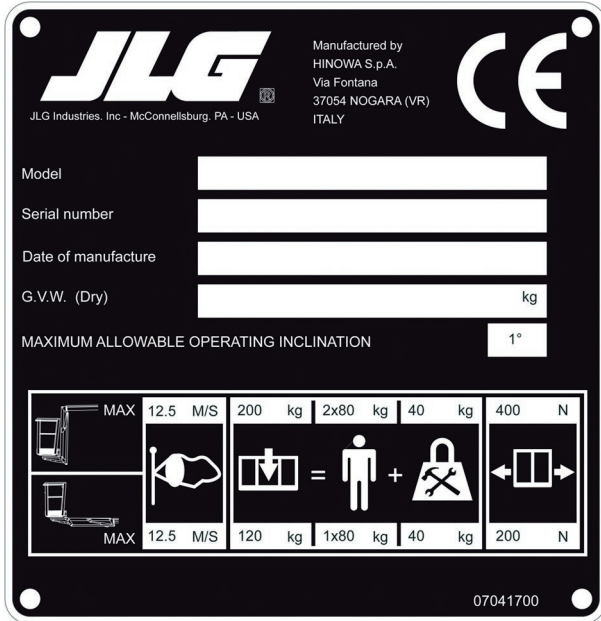 JLG
®
JLG Industries. Inc - McConnellsburg. PA - USA
Manufactured by
HINOWA S.p.A.
Via Fontana
37054 NOGARA (VR)
ITALY
CE
Model
Serial number
Date of manufacture
G.V.W. (Dry) kg
MAXIMUM ALLOWABLE OPERATING INCLINATION 1°
MAX 12.5 M/S 200 kg 2x80 kg 40 kg 400 N
= +
MAX 12.5 M/S 120 kg 1x80 kg 40 kg 200 N
07041700